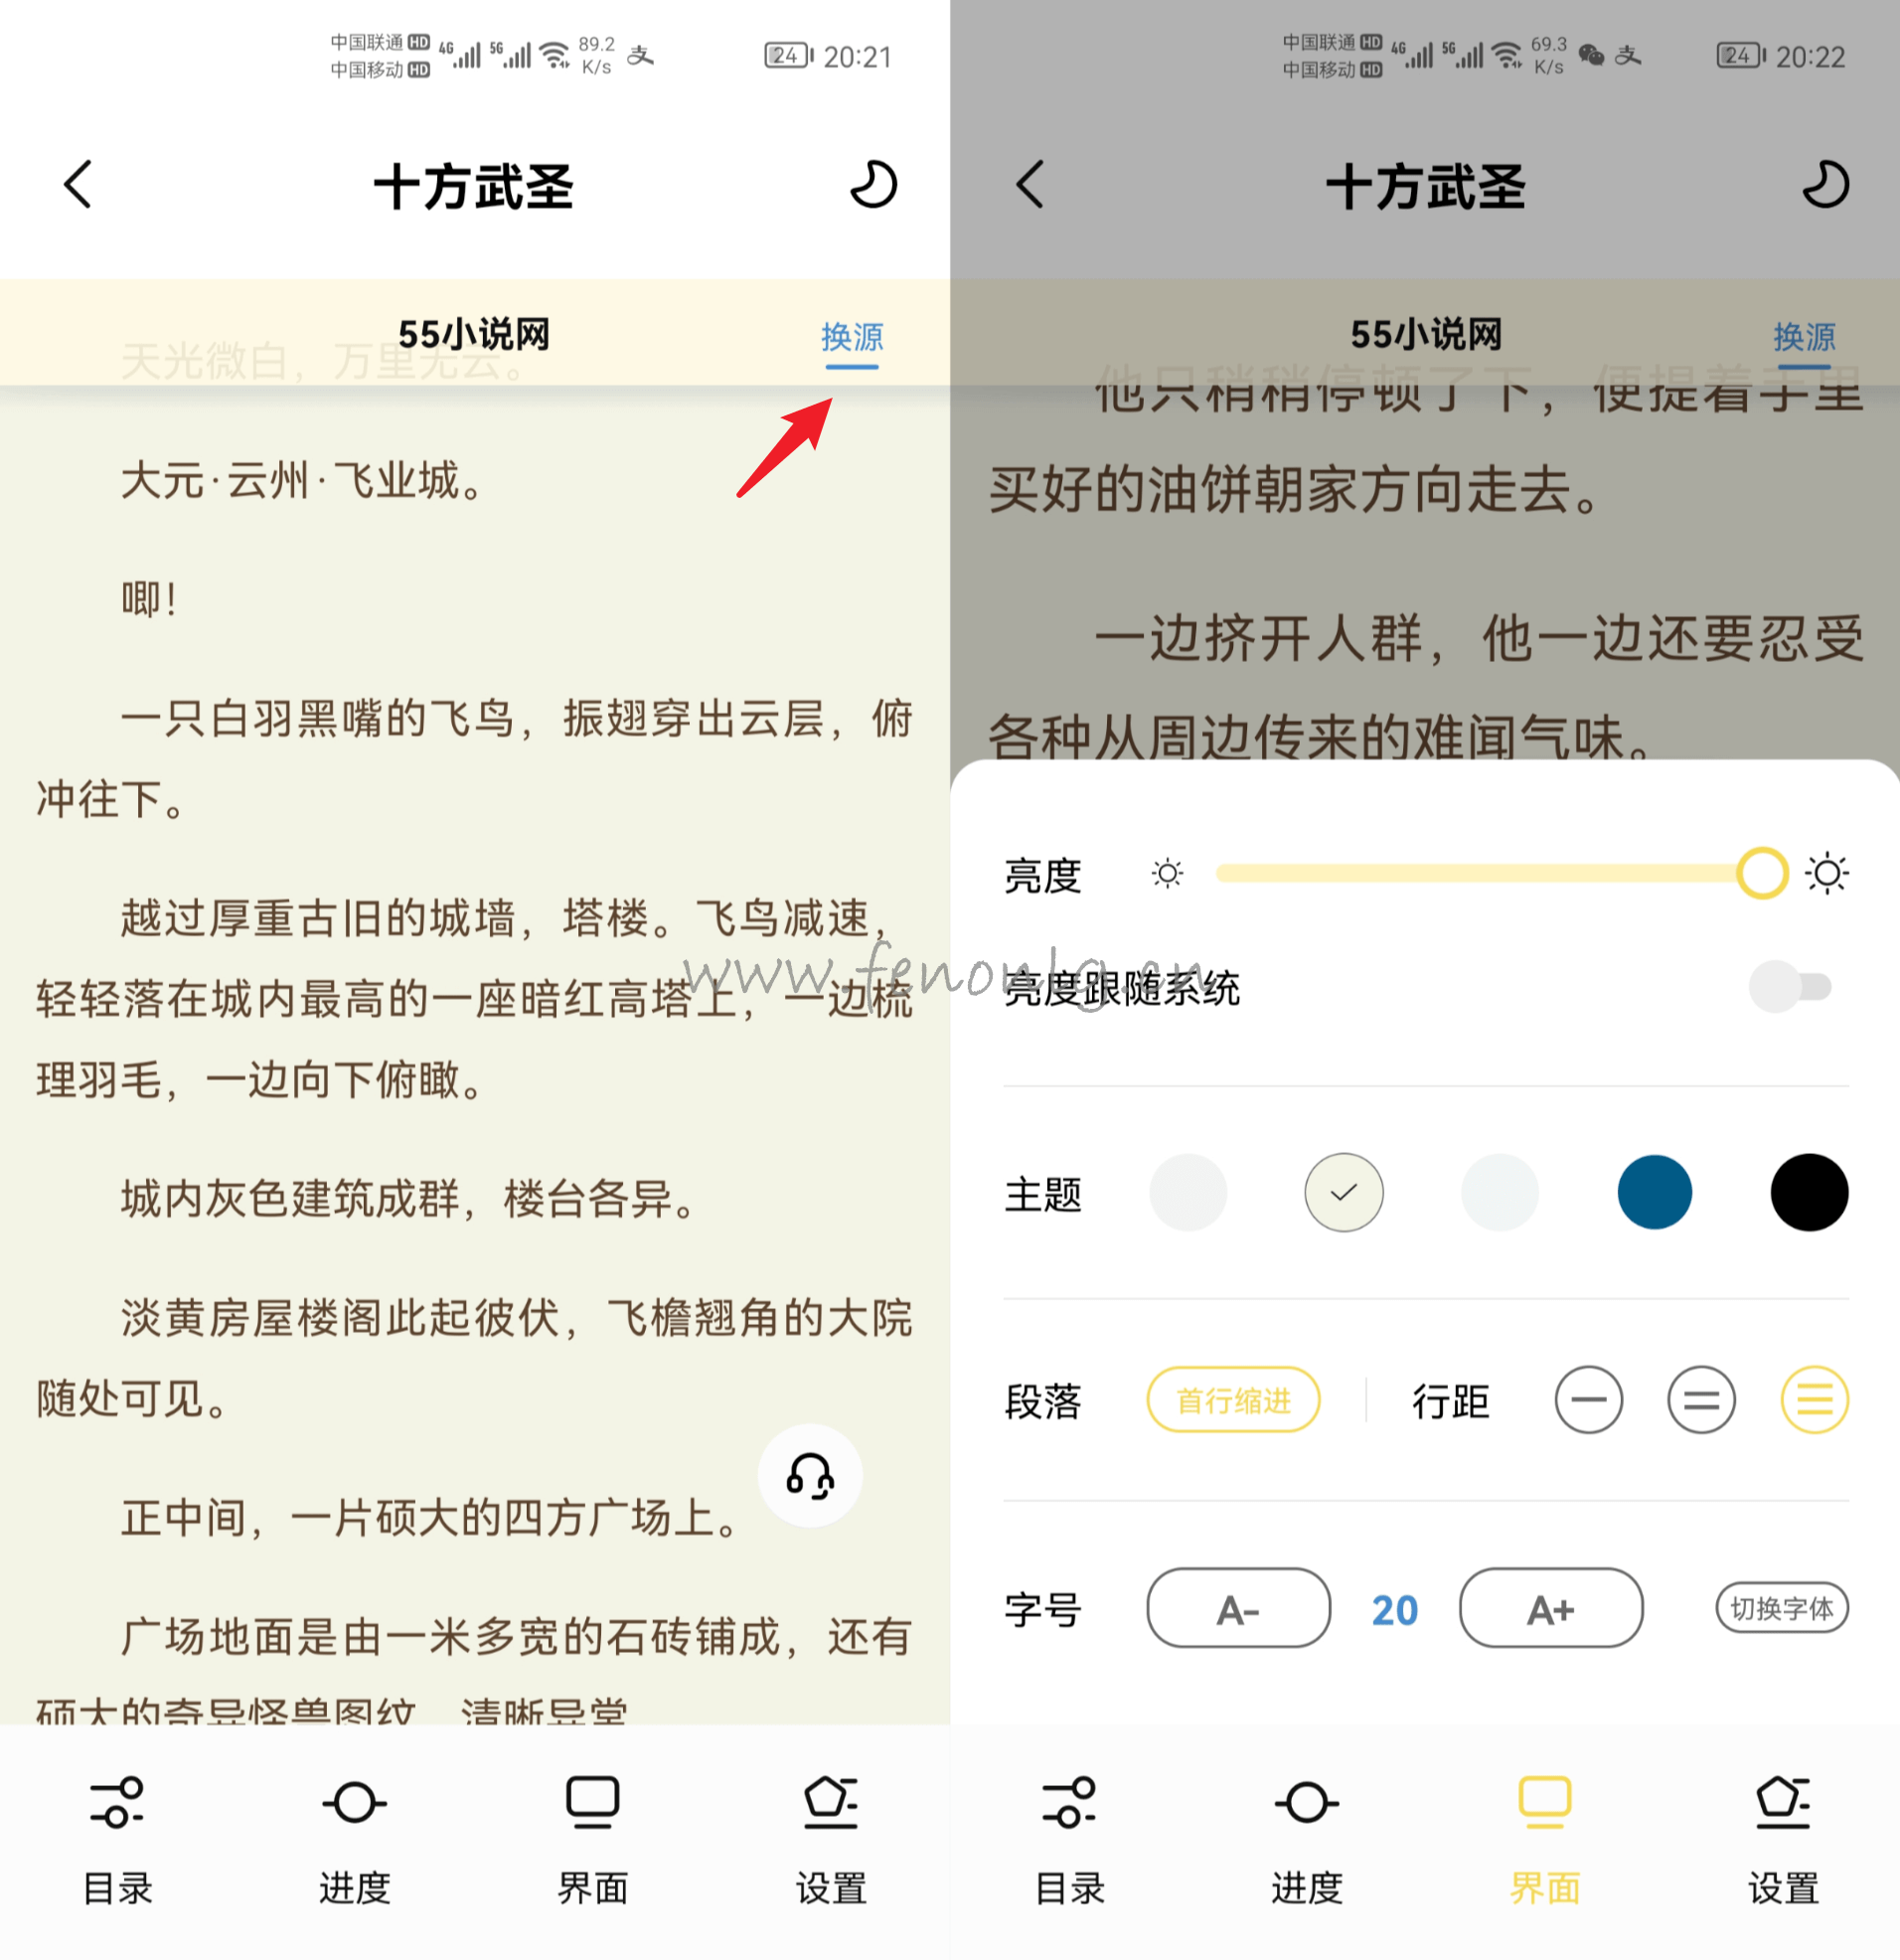 中国联通 HD 4G 5G 89.2 K/s 支 24 20:21
中国移动 HD
十方武圣
55小说网 换源
天光微白，万里无云。
大元·云州·飞业城。
唧！
一只白羽黑嘴的飞鸟，振翅穿出云层，俯
冲往下。
越过厚重古旧的城墙，塔楼。飞鸟减速，
轻轻落在城内最高的一座暗红高塔上，一边梳
理羽毛，一边向下俯瞰。
城内灰色建筑成群，楼台各异。
淡黄房屋楼阁此起彼伏，飞檐翘角的大院
随处可见。
正中间，一片硕大的四方广场上。
广场地面是由一米多宽的石砖铺成，还有
硕大的奇异怪兽图纹，清晰异常
目录 进度 界面 设置
中国联通 HD 4G 5G 69.3 K/s 支 24 20:22
中国移动 HD
十方武圣
55小说网 换源
他只稍稍停顿了下，便提着手里
买好的油饼朝家方向走去。
一边挤开人群，他一边还要忍受
各种从周边传来的难闻气味。
亮度
亮度跟随系统
主题
段落 首行缩进 行距
字号 A- 20 A+ 切换字体
目录 进度 界面 设置
www.fenonlg.cn